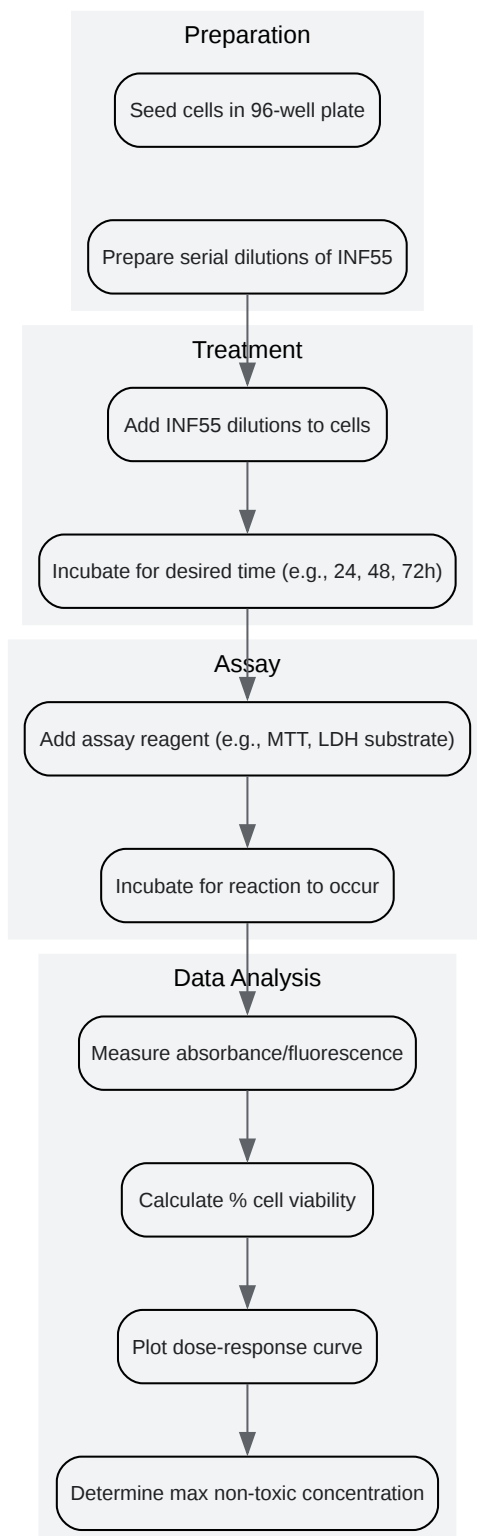 Preparation
Seed cells in 96-well plate
Prepare serial dilutions of INF55
Treatment
Add INF55 dilutions to cells
Incubate for desired time (e.g., 24, 48, 72h)
Assay
Add assay reagent (e.g., MTT, LDH substrate)
Incubate for reaction to occur
Data Analysis
Measure absorbance/fluorescence
Calculate % cell viability
Plot dose-response curve
Determine max non-toxic concentration